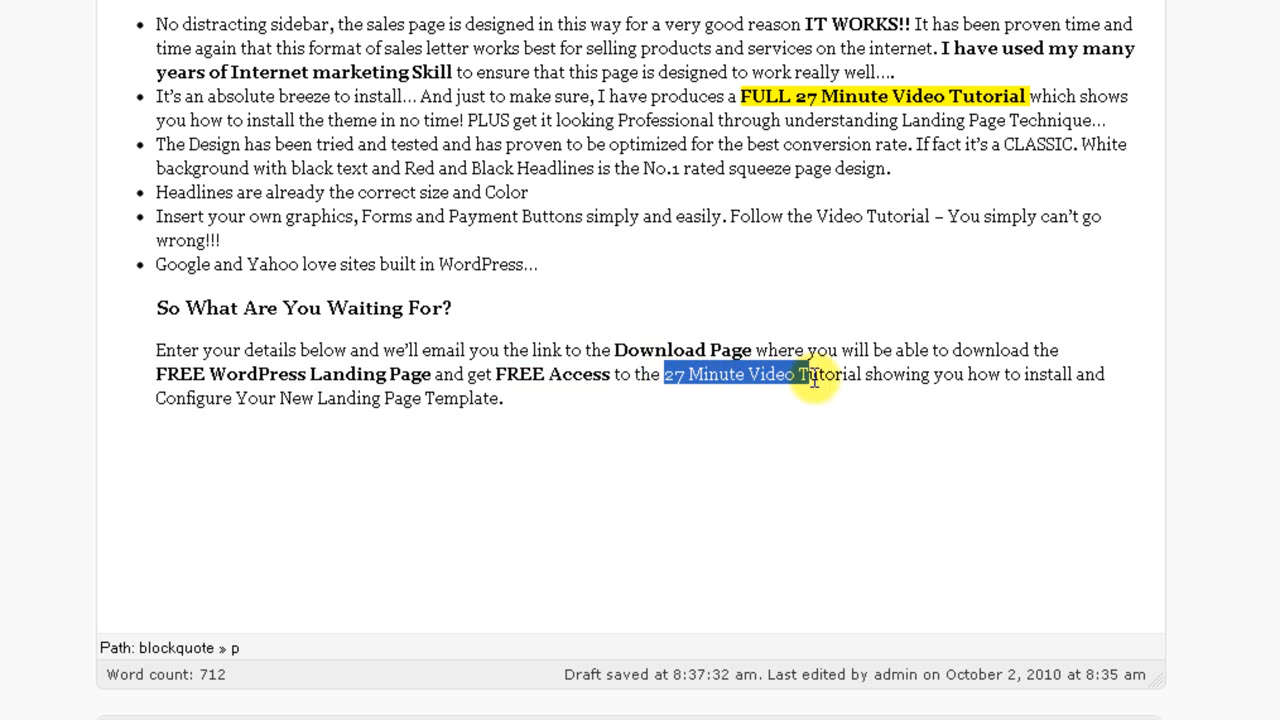 No distracting sidebar, the sales page is designed in this way for a very good reason IT WORKS!! It has been proven time and
time again that this format of sales letter works best for selling products and services on the internet. I have used my many
years of Internet marketing Skill to ensure that this page is designed to work really well….
It's an absolute breeze to install… And just to make sure, I have produces a FULL 27 Minute Video Tutorial which shows
you how to install the theme in no time! PLUS get it looking Professional through understanding Landing Page Technique…
The Design has been tried and tested and has proven to be optimized for the best conversion rate. If fact it's a CLASSIC. White
background with black text and Red and Black Headlines is the No.1 rated squeeze page design.
Headlines are already the correct size and Color
Insert your own graphics, Forms and Payment Buttons simply and easily. Follow the Video Tutorial – You simply can't go
wrong!!!
Google and Yahoo love sites built in WordPress…
So What Are You Waiting For?
Enter your details below and we'll email you the link to the Download Page where you will be able to download the
FREE WordPress Landing Page and get FREE Access to the 27 Minute Video Tutorial showing you how to install and
Configure Your New Landing Page Template.
Path: blockquote » p
Word count: 712
Draft saved at 8:37:32 am. Last edited by admin on October 2, 2010 at 8:35 am